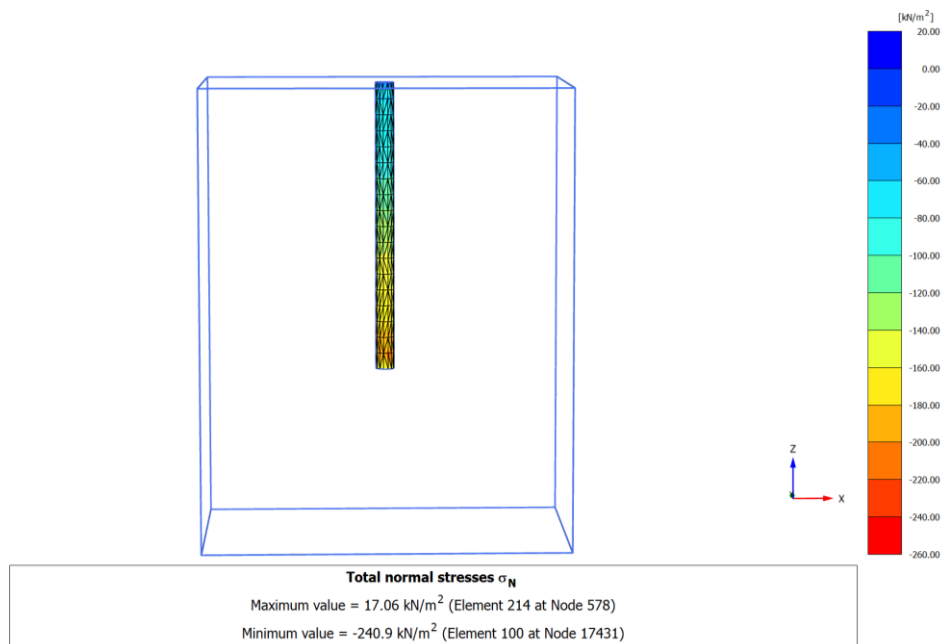 [kN/m²]
20.00
0.00
-20.00
-40.00
-60.00
-80.00
-100.00
-120.00
-140.00
-160.00
-180.00
-200.00
-220.00
-240.00
-260.00
Z
X
Total normal stresses σN
Maximum value = 17.06 kN/m² (Element 214 at Node 578)
Minimum value = -240.9 kN/m² (Element 100 at Node 17431)